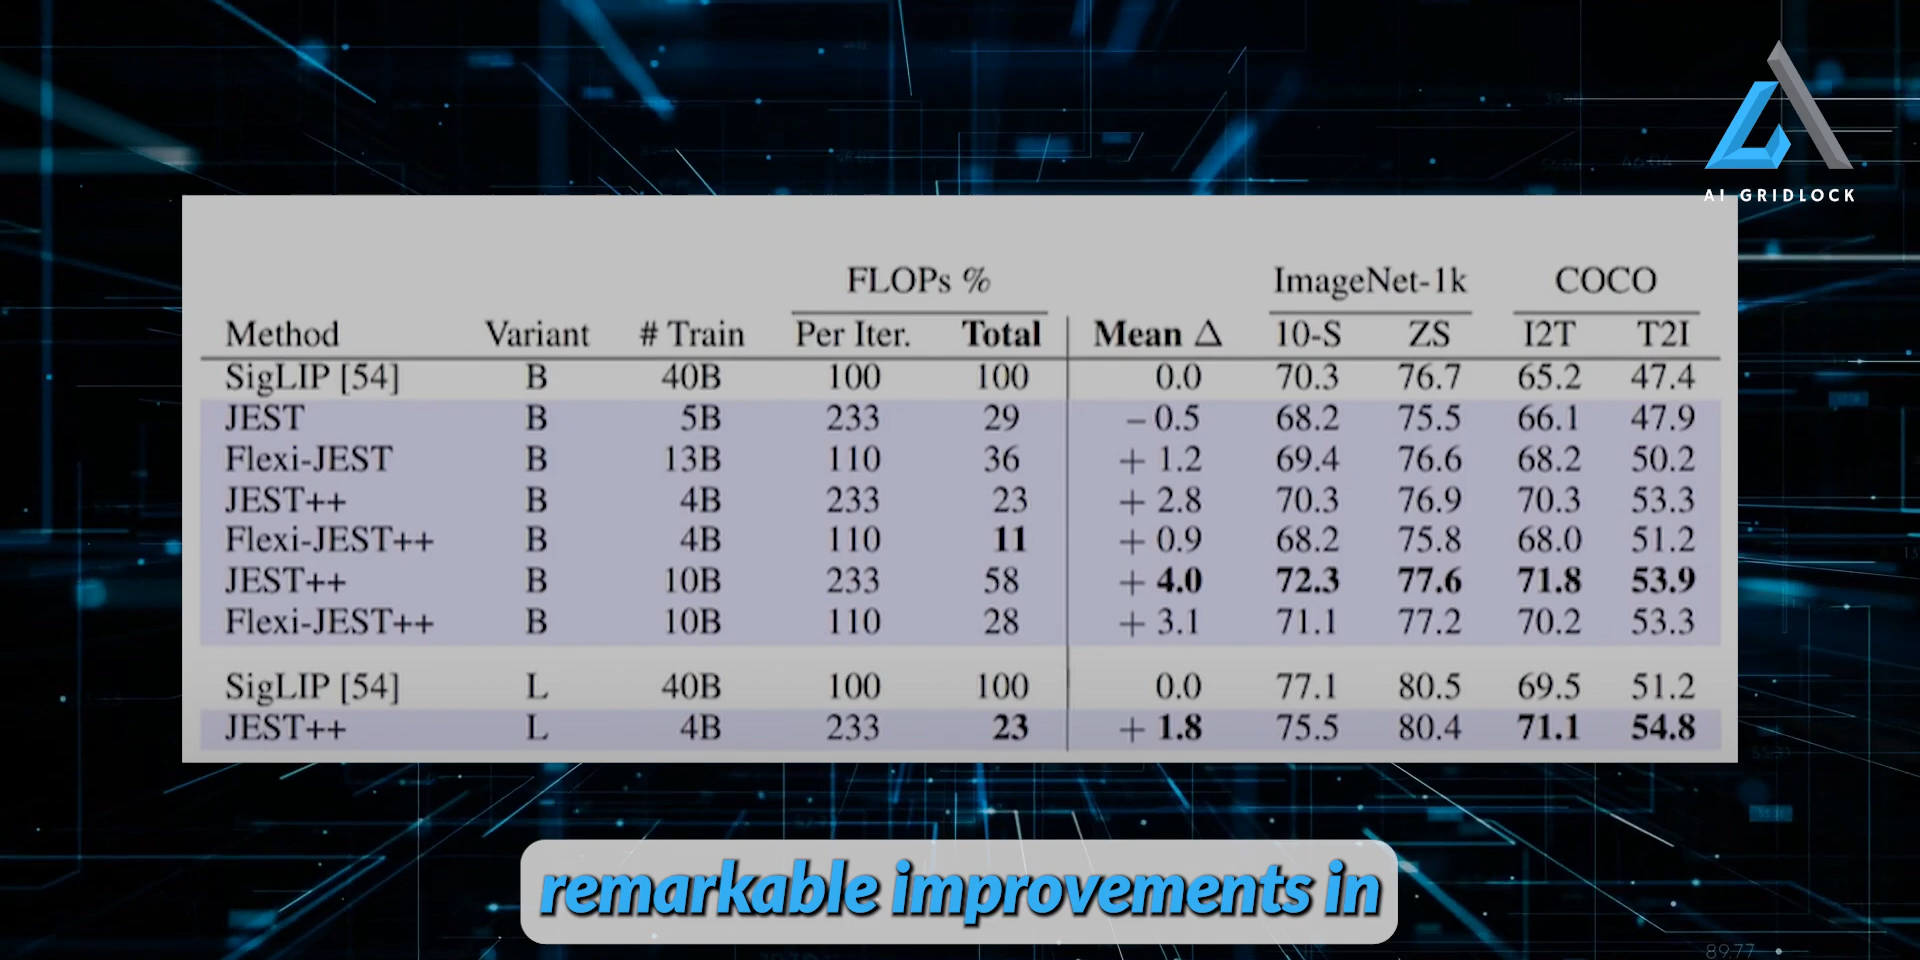 AI GRIDLOCK
FLOPs % ImageNet-1k COCO
Method Variant # Train Per Iter. Total Mean Δ 10-S ZS I2T T2I
SigLIP [54] B 40B 100 100 0.0 70.3 76.7 65.2 47.4
JEST B 5B 233 29 − 0.5 68.2 75.5 66.1 47.9
Flexi-JEST B 13B 110 36 + 1.2 69.4 76.6 68.2 50.2
JEST++ B 4B 233 23 + 2.8 70.3 76.9 70.3 53.3
Flexi-JEST++ B 4B 110 11 + 0.9 68.2 75.8 68.0 51.2
JEST++ B 10B 233 58 + 4.0 72.3 77.6 71.8 53.9
Flexi-JEST++ B 10B 110 28 + 3.1 71.1 77.2 70.2 53.3
SigLIP [54] L 40B 100 100 0.0 77.1 80.5 69.5 51.2
JEST++ L 4B 233 23 + 1.8 75.5 80.4 71.1 54.8
remarkable improvements in
89.77